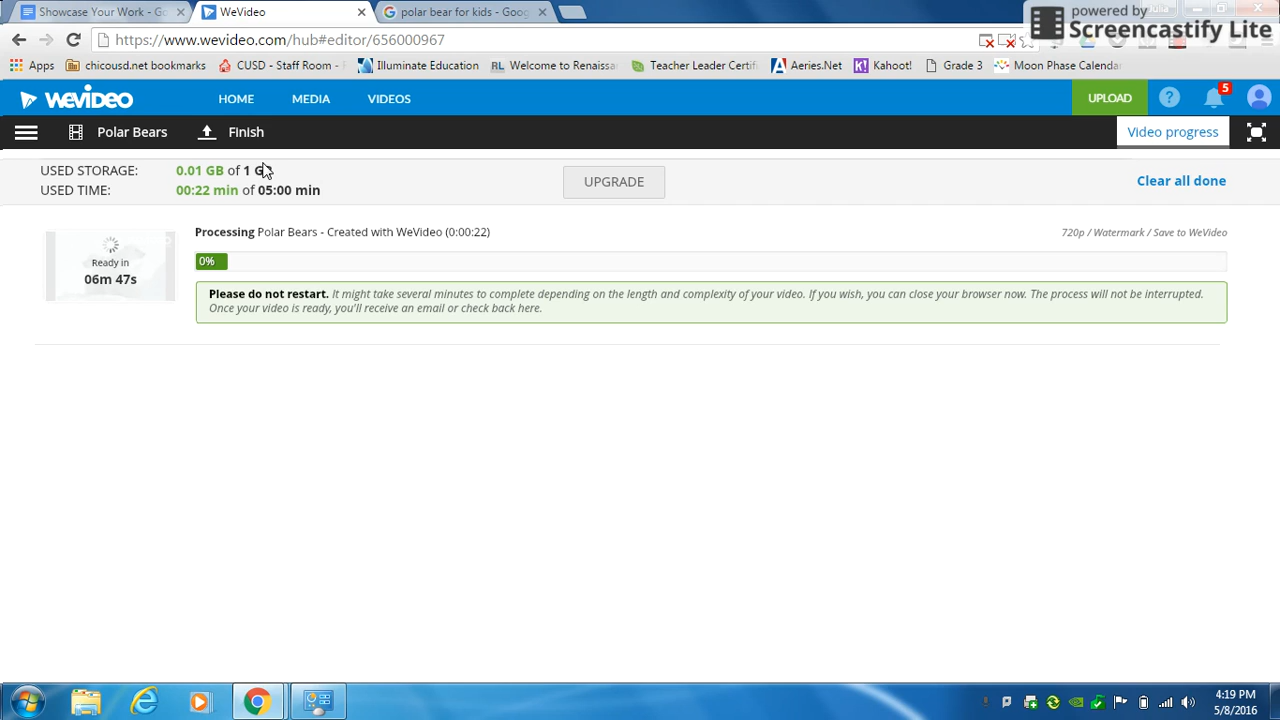 Showcase Your Work - Go
WeVideo
polar bear for kids - Goog
powered by
Screencastify Lite
https://www.wevideo.com/hub#editor/656000967
Apps
chicousd.net bookmarks
CUSD - Staff Room -
Illuminate Education
RL Welcome to Renaissa
Teacher Leader Certifi
Aeries.Net
K! Kahoot!
Grade 3
Moon Phase Calenda
WEVIDEO
HOME
MEDIA
VIDEOS
UPLOAD
?
5
Polar Bears
Finish
Video progress
USED STORAGE: 0.01 GB of 1 G
USED TIME: 00:22 min of 05:00 min
UPGRADE
Clear all done
Processing Polar Bears - Created with WeVideo (0:00:22)
720p / Watermark / Save to WeVideo
Ready in
06m 47s
0%
Please do not restart. It might take several minutes to complete depending on the length and complexity of your video. If you wish, you can close your browser now. The process will not be interrupted.
Once your video is ready, you'll receive an email or check back here.
4:19 PM
5/8/2016